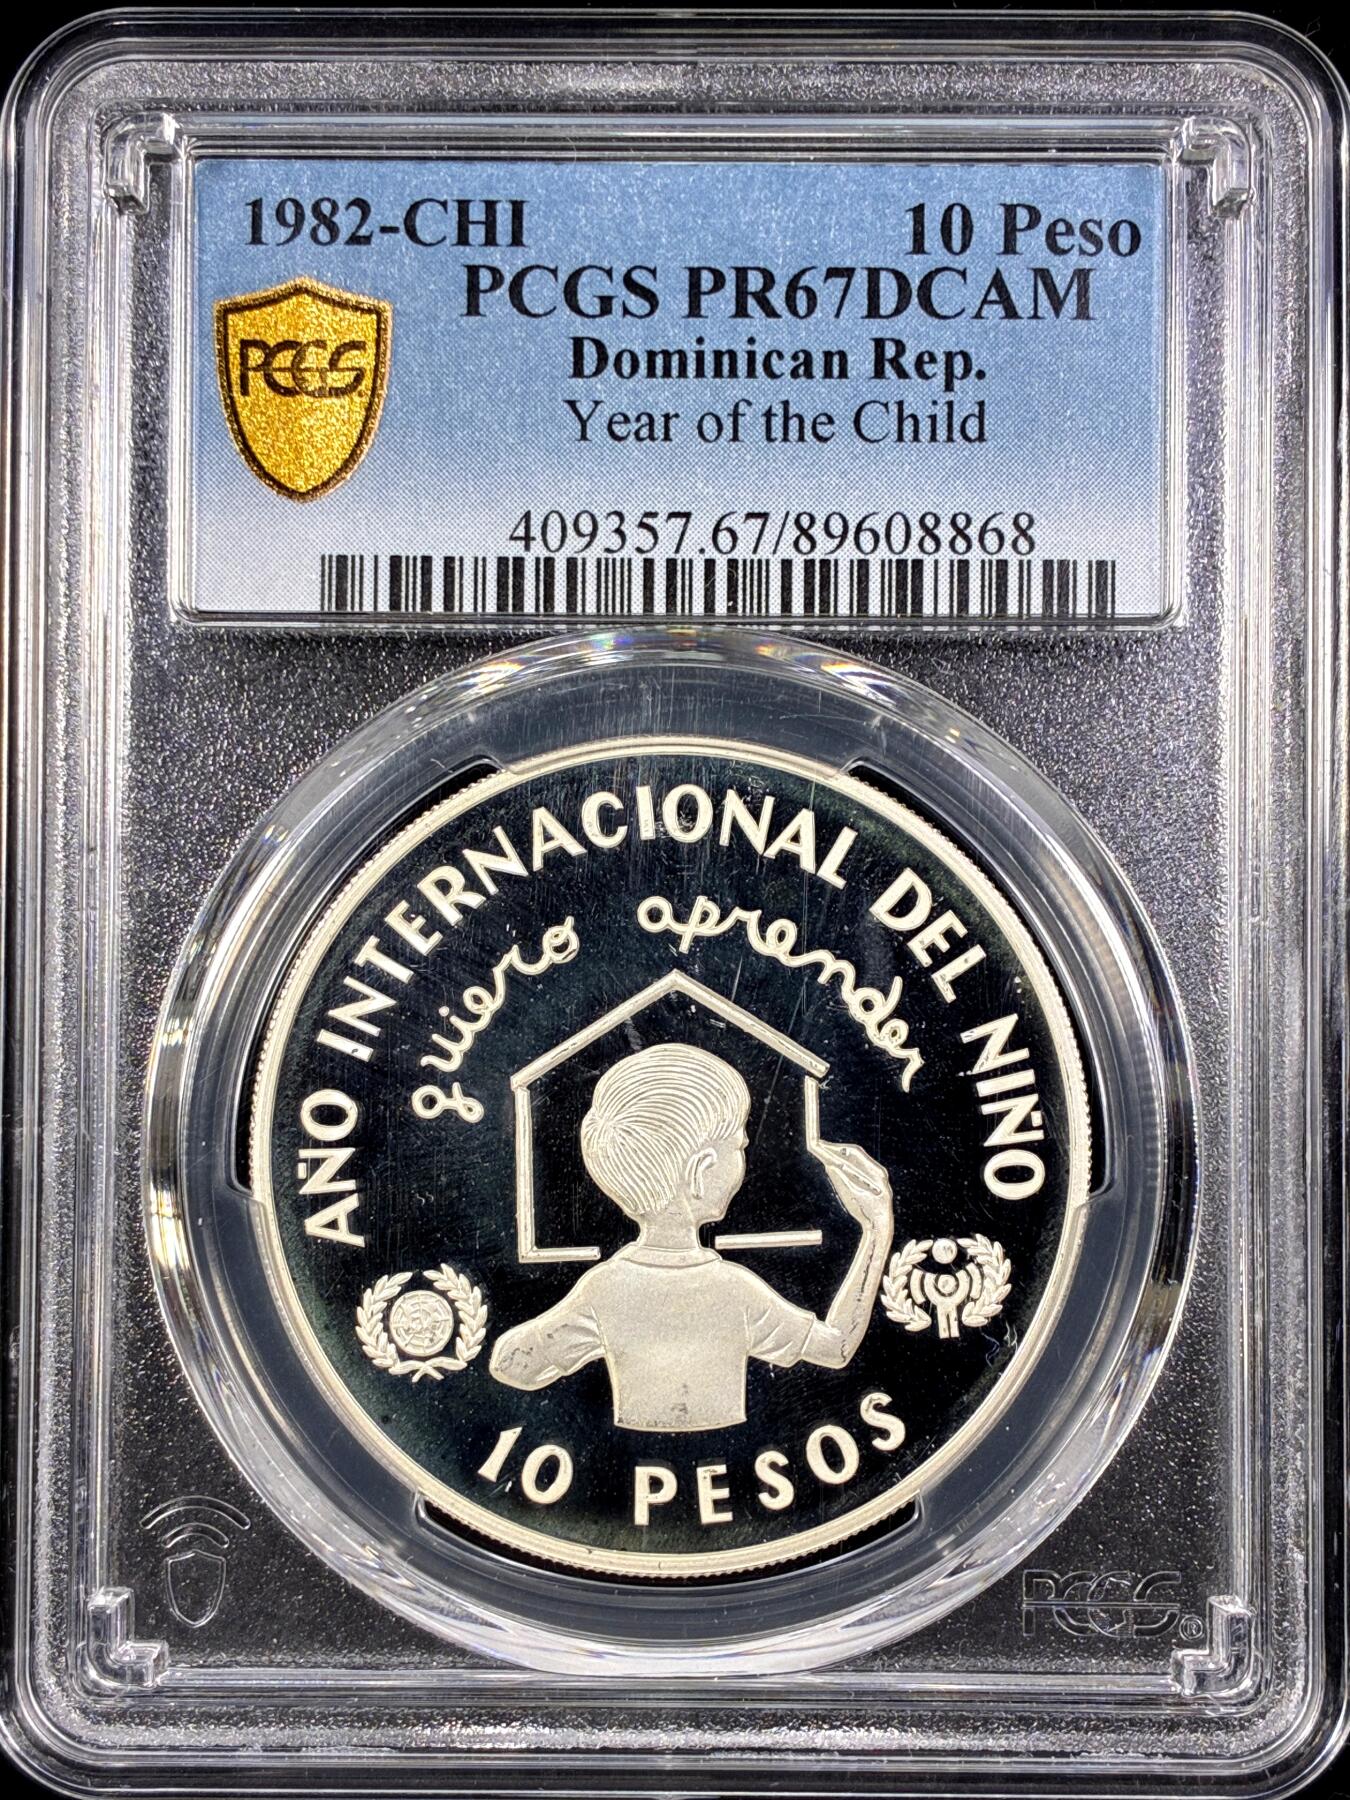 1982-CHI
10 Peso
PCGS PR67DCAM
Dominican Rep.
PCGS
Year of the Child
409357.67/89608868
AÑO INTERNACIONAL DEL NIÑO
quiero aprender
10 PESOS
PCGS®